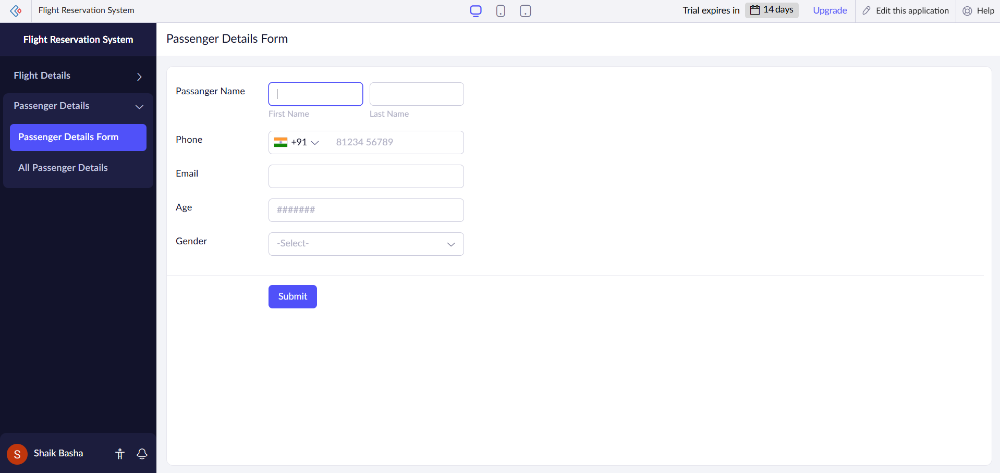 Flight Reservation System
Trial expires in 14 days Upgrade Edit this application Help
Flight Reservation System
Passenger Details Form
Flight Details
Passenger Details
Passenger Details Form
All Passenger Details
Passanger Name
First Name Last Name
Phone +91 81234 56789
Email
Age #######
Gender -Select-
Submit
S Shaik Basha